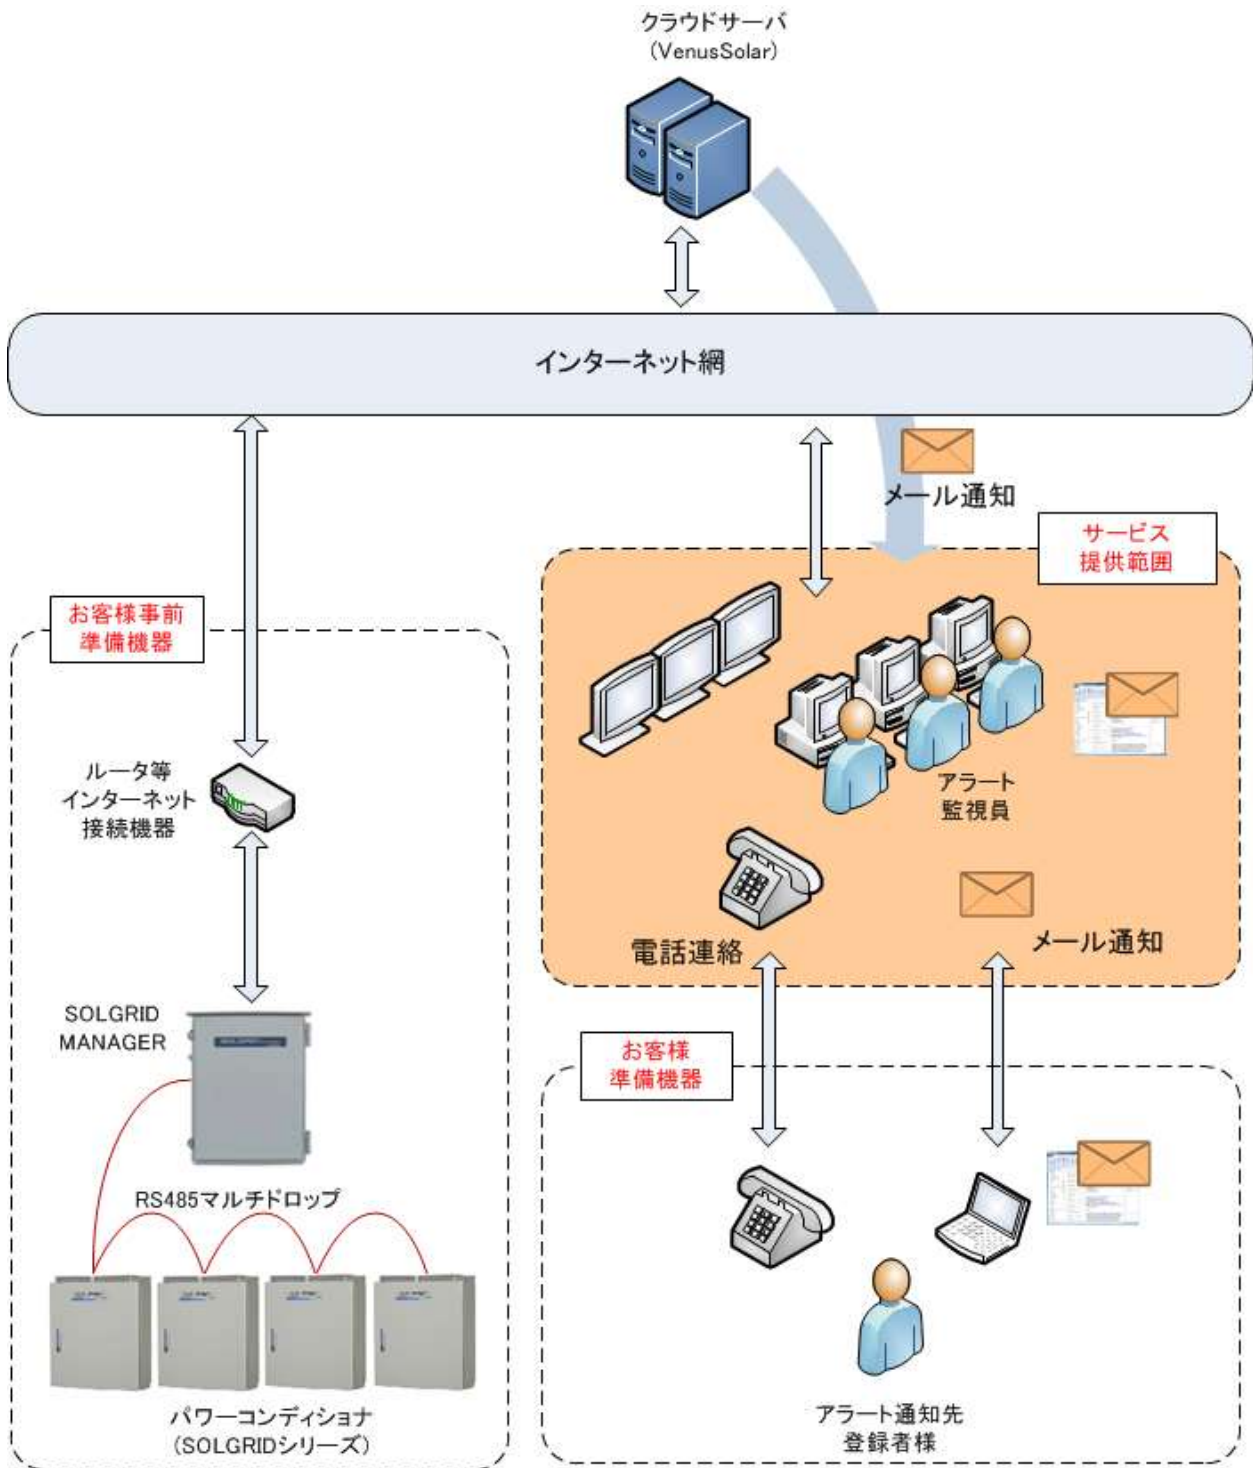 クラウドサーバ
(VenusSolar)
インターネット網
メール通知
サービス
提供範囲
お客様事前
準備機器
ルータ等
インターネット
接続機器
アラート
監視員
電話連絡
メール通知
SOLGRID
MANAGER
お客様
準備機器
RS485マルチドロップ
パワーコンディショナ
(SOLGRIDシリーズ)
アラート通知先
登録者様